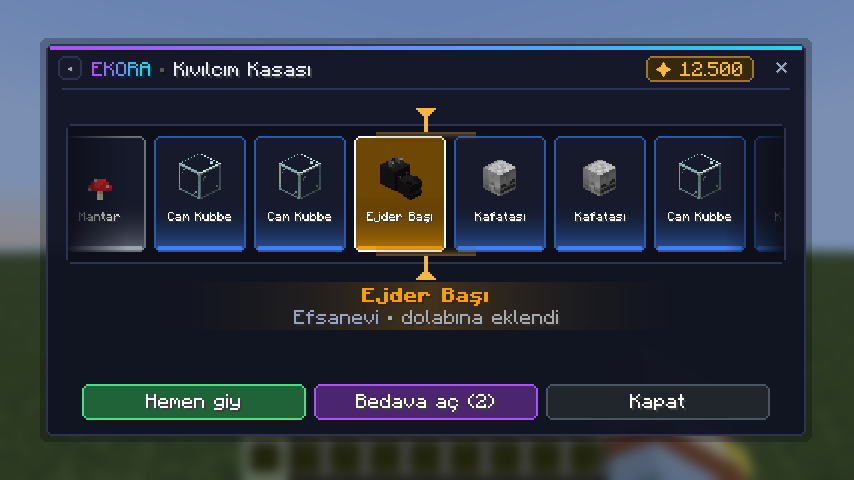 EKORA • Kıvılcım Kasası
12.500
Mantar
Cam Kubbe
Cam Kubbe
Ejder Başı
Kafatası
Kafatası
Cam Kubbe
Ejder Başı
Efsanevi • dolabına eklendi
Hemen giy
Bedava aç (2)
Kapat